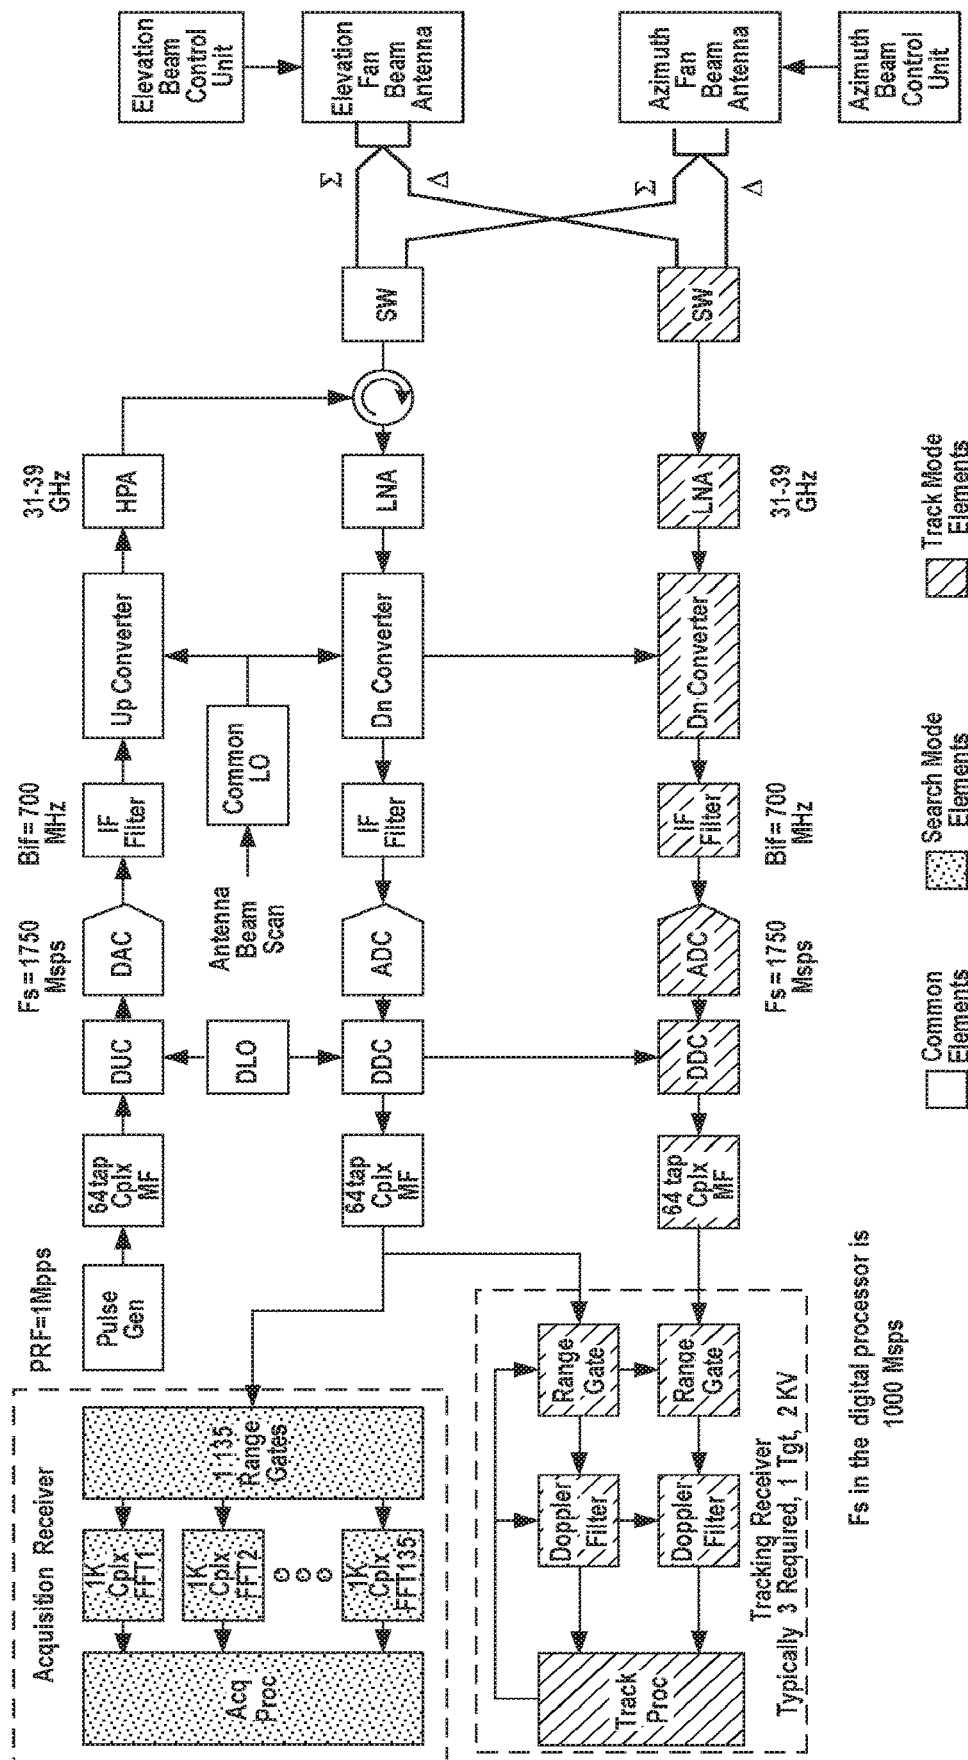 Acquisition Receiver
PRF=1Mpps
Fs = 1750
Msps
Bif= 700
MHz
31-39
GHz
Acq
Proc
1K
Cplx
FFT1
1K
Cplx
FFT2
1K
Cplx
FFT135
1.135
Range
Gates
Pulse
Gen
64 tap
Cplx
MF
DUC
DAC
IF
Filter
Up Converter
HPA
Elevation
Beam
Control
Unit
DLO
Antenna
Beam
Scan
Common
LO
64 tap
Cplx
MF
DDC
ADC
IF
Filter
Dn Converter
LNA
SW
Σ
Δ
Elevation
Fan
Beam
Antenna
Track
Proc
Doppler
Filter
Range
Gate
Doppler
Filter
Range
Gate
Tracking Receiver
Typically 3 Required, 1 Tgt, 2 KV
64 tap
Cplx
MF
DDC
ADC
IF
Filter
Dn Converter
LNA
SW
Σ
Δ
Azimuth
Fan
Beam
Antenna
Fs = 1750
Msps
Bif= 700
MHz
31-39
GHz
Azimuth
Beam
Control
Unit
Fs in the digital processor is
1000 Msps
Common
Elements
Search Mode
Elements
Track Mode
Elements